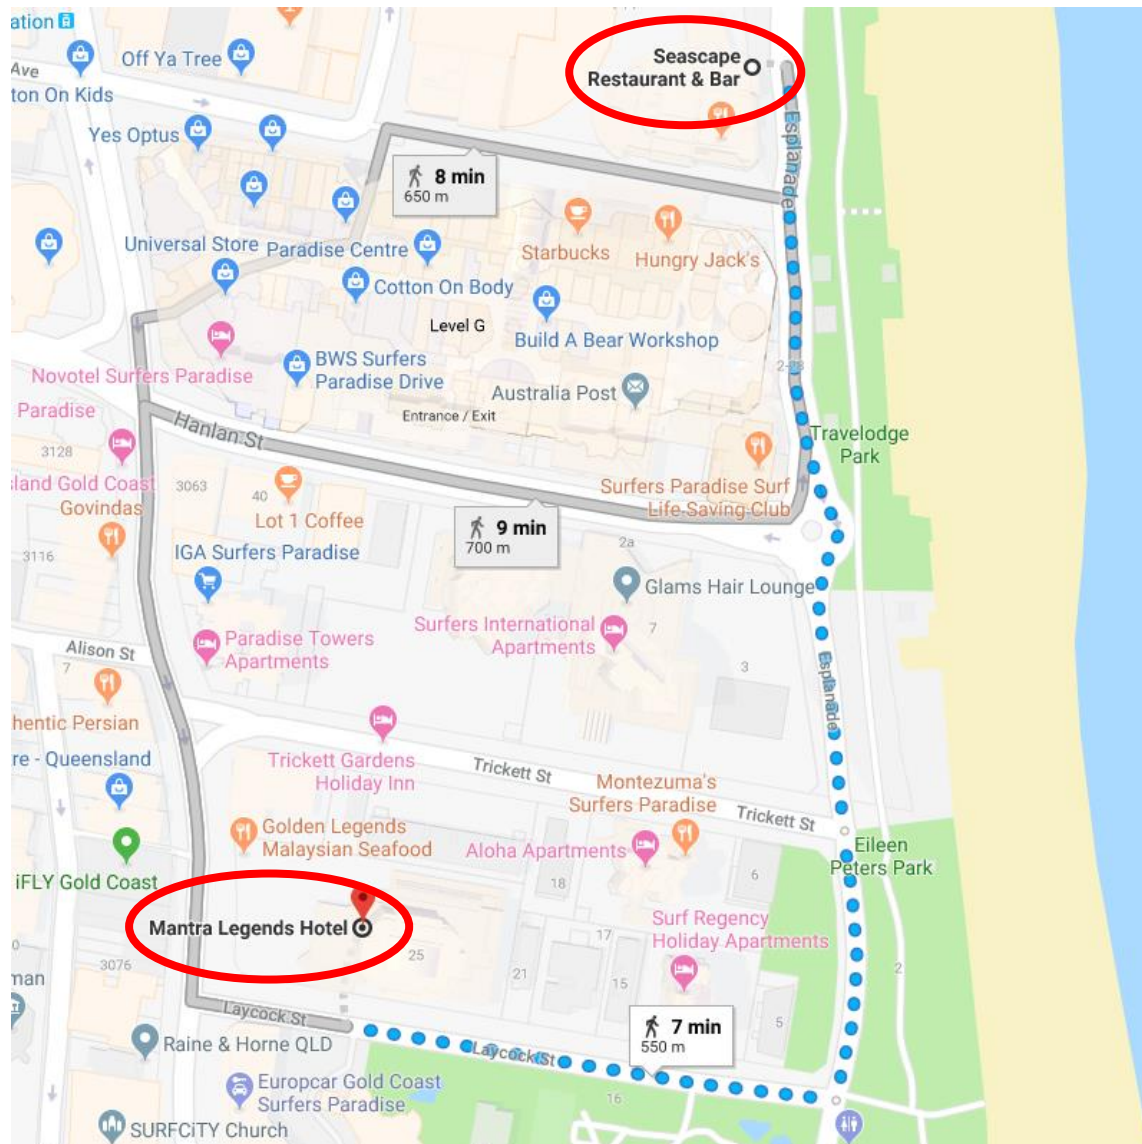 ation
Off Ya Tree
Seascape
Restaurant & Bar
Ave
ton On Kids
Yes Optus
Esplanade
8 min
650 m
Universal Store
Paradise Centre
Starbucks
Hungry Jack's
Cotton On Body
Level G
Build A Bear Workshop
Novotel Surfers Paradise
BWS Surfers
Paradise Drive
Australia Post
Entrance / Exit
Paradise
Hanlan St
Travelodge
Park
3128
sland Gold Coast
Govindas
3063
40
Lot 1 Coffee
Surfers Paradise Surf
Life Saving Club
9 min
700 m
3116
IGA Surfers Paradise
2a
Glams Hair Lounge
Paradise Towers
Apartments
Surfers International
Apartments
7
3
Alison St
7
Esplanade
hentic Persian
re - Queensland
Trickett Gardens
Holiday Inn
Trickett St
Montezuma's
Surfers Paradise
Trickett St
Golden Legends
Malaysian Seafood
Aloha Apartments
Eileen
Peters Park
iFLY Gold Coast
18
6
Mantra Legends Hotel
Surf Regency
Holiday Apartments
17
25
21
15
2
3076
man
Laycock St
7 min
550 m
5
Raine & Horne QLD
Laycock St
Europcar Gold Coast
Surfers Paradise
16
SURFCiTY Church